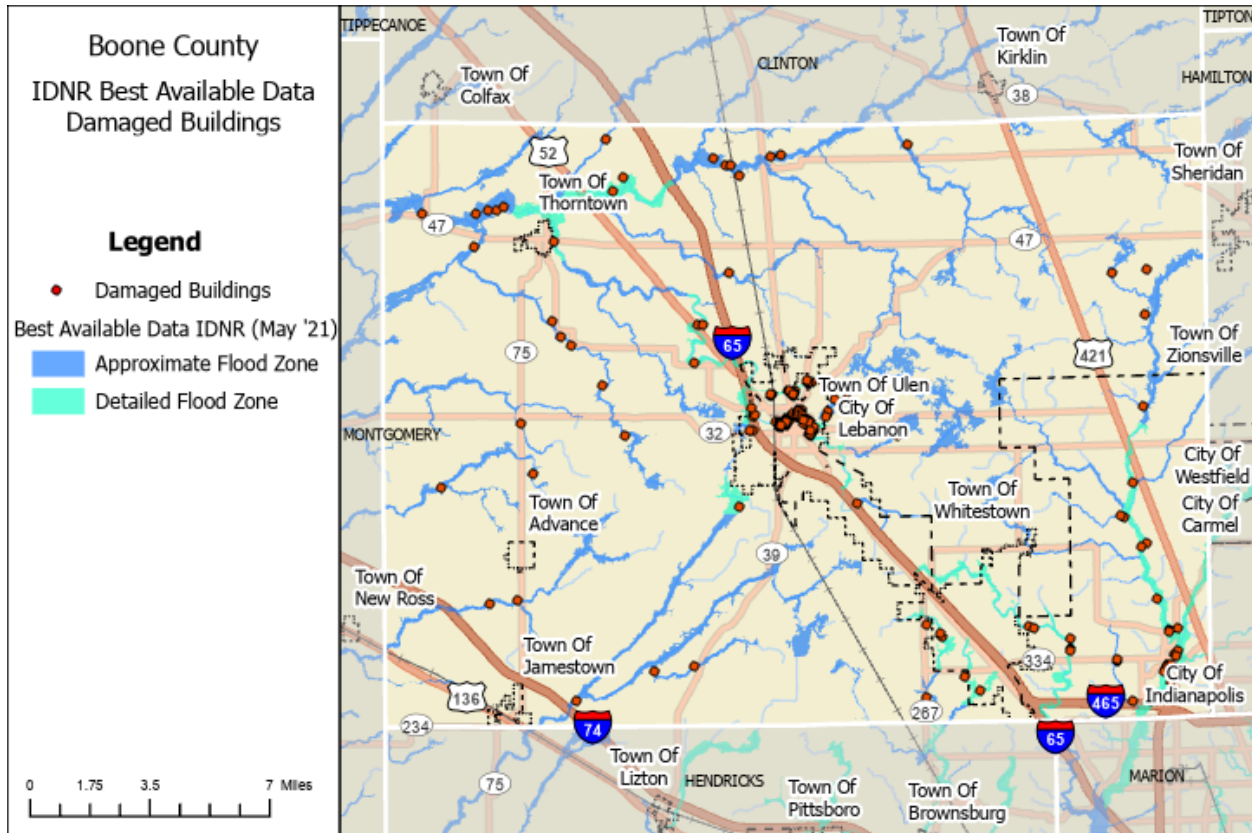 Boone County
IDNR Best Available Data
Damaged Buildings
Legend
Damaged Buildings
Best Available Data IDNR (May '21)
Approximate Flood Zone
Detailed Flood Zone
0 1.75 3.5 7 Miles
TIPPECANOE
TIPTON
CLINTON
HAMILTON
Town Of
Kirklin
Town Of
Colfax
38
52
Town Of
Sheridan
Town Of
Thorntown
47
47
65
75
421
Town Of
Zionsville
Town Of Ulen
City Of
Lebanon
MONTGOMERY
32
City Of
Westfield
City Of
Carmel
Town Of
Whitestown
Town Of
Advance
39
Town Of
New Ross
Town Of
Jamestown
334
City Of
Indianapolis
136
465
267
234
74
65
Town Of
Lizton
HENDRICKS
75
Town Of
Pittsboro
Town Of
Brownsburg
MARION